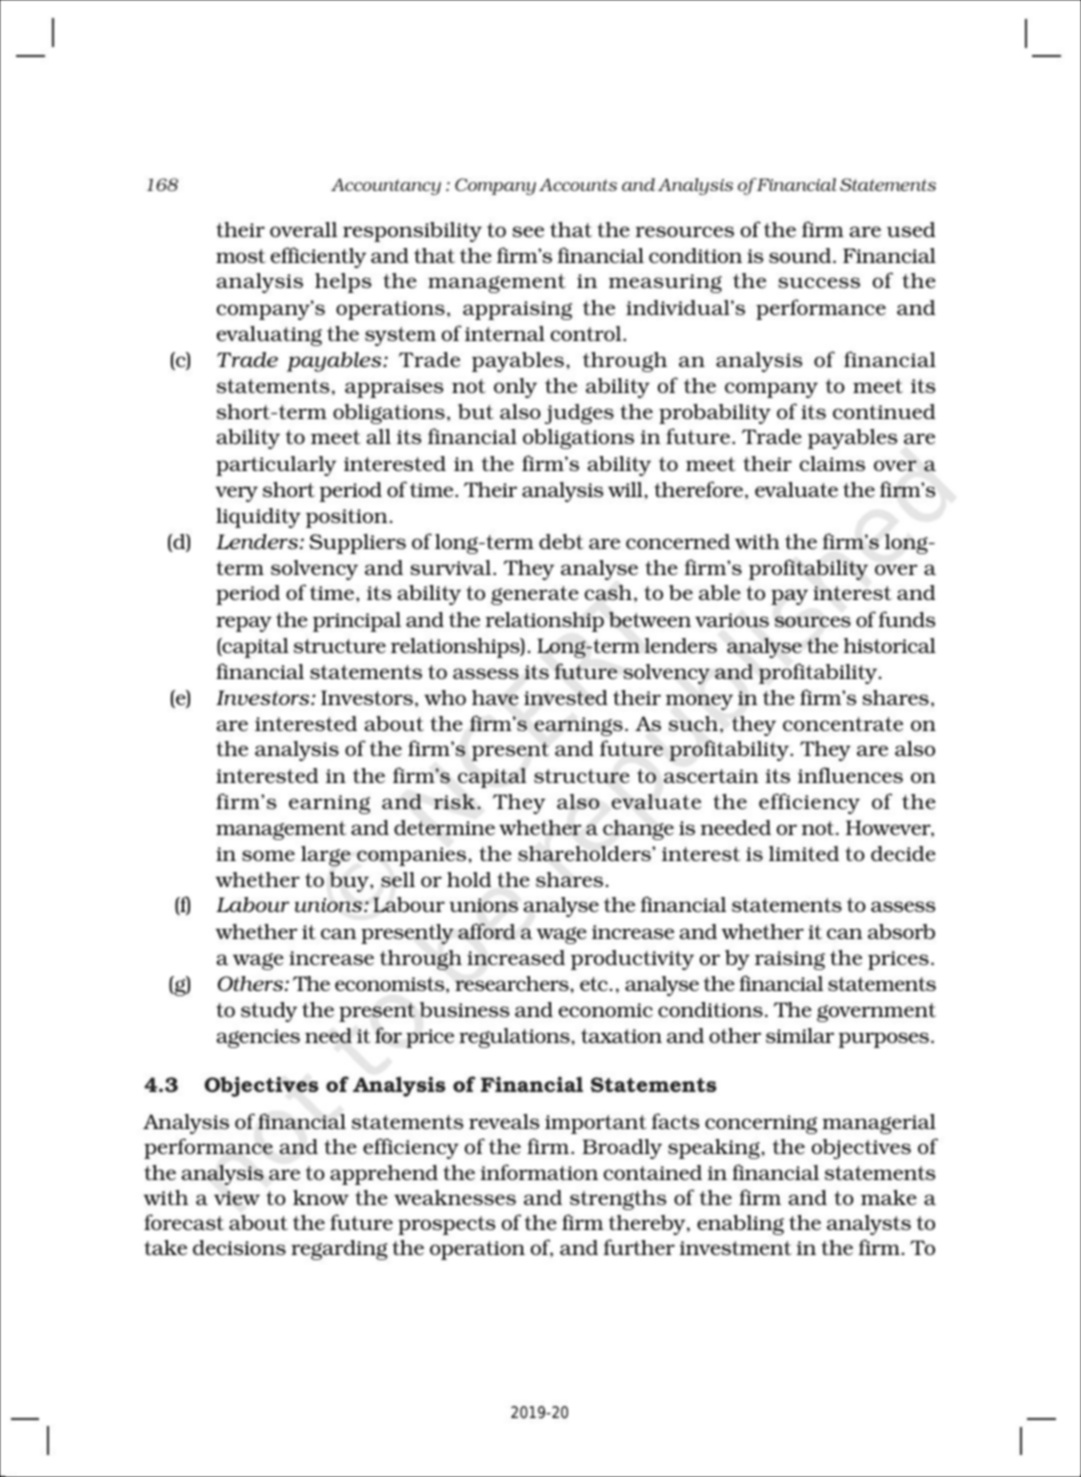 168 Accountancy : Company Accounts and Analysis of Financial Statements
their overall responsibility to see that the resources of the firm are used
most efficiently and that the firm's financial condition is sound. Financial
analysis helps the management in measuring the success of the
company's operations, appraising the individual's performance and
evaluating the system of internal control.
(c) Trade payables: Trade payables, through an analysis of financial
statements, appraises not only the ability of the company to meet its
short-term obligations, but also judges the probability of its continued
ability to meet all its financial obligations in future. Trade payables are
particularly interested in the firm's ability to meet their claims over a
very short period of time. Their analysis will, therefore, evaluate the firm's
liquidity position.
(d) Lenders: Suppliers of long-term debt are concerned with the firm's long-
term solvency and survival. They analyse the firm's profitability over a
period of time, its ability to generate cash, to be able to pay interest and
repay the principal and the relationship between various sources of funds
(capital structure relationships). Long-term lenders analyse the historical
financial statements to assess its future solvency and profitability.
(e) Investors: Investors, who have invested their money in the firm's shares,
are interested about the firm's earnings. As such, they concentrate on
the analysis of the firm's present and future profitability. They are also
interested in the firm's capital structure to ascertain its influences on
firm's earning and risk. They also evaluate the efficiency of the
management and determine whether a change is needed or not. However,
in some large companies, the shareholders' interest is limited to decide
whether to buy, sell or hold the shares.
(f) Labour unions: Labour unions analyse the financial statements to assess
whether it can presently afford a wage increase and whether it can absorb
a wage increase through increased productivity or by raising the prices.
(g) Others: The economists, researchers, etc., analyse the financial statements
to study the present business and economic conditions. The government
agencies need it for price regulations, taxation and other similar purposes.
4.3 Objectives of Analysis of Financial Statements
Analysis of financial statements reveals important facts concerning managerial
performance and the efficiency of the firm. Broadly speaking, the objectives of
the analysis are to apprehend the information contained in financial statements
with a view to know the weaknesses and strengths of the firm and to make a
forecast about the future prospects of the firm thereby, enabling the analysts to
take decisions regarding the operation of, and further investment in the firm. To
© NCERT
not to be republished
2019-20